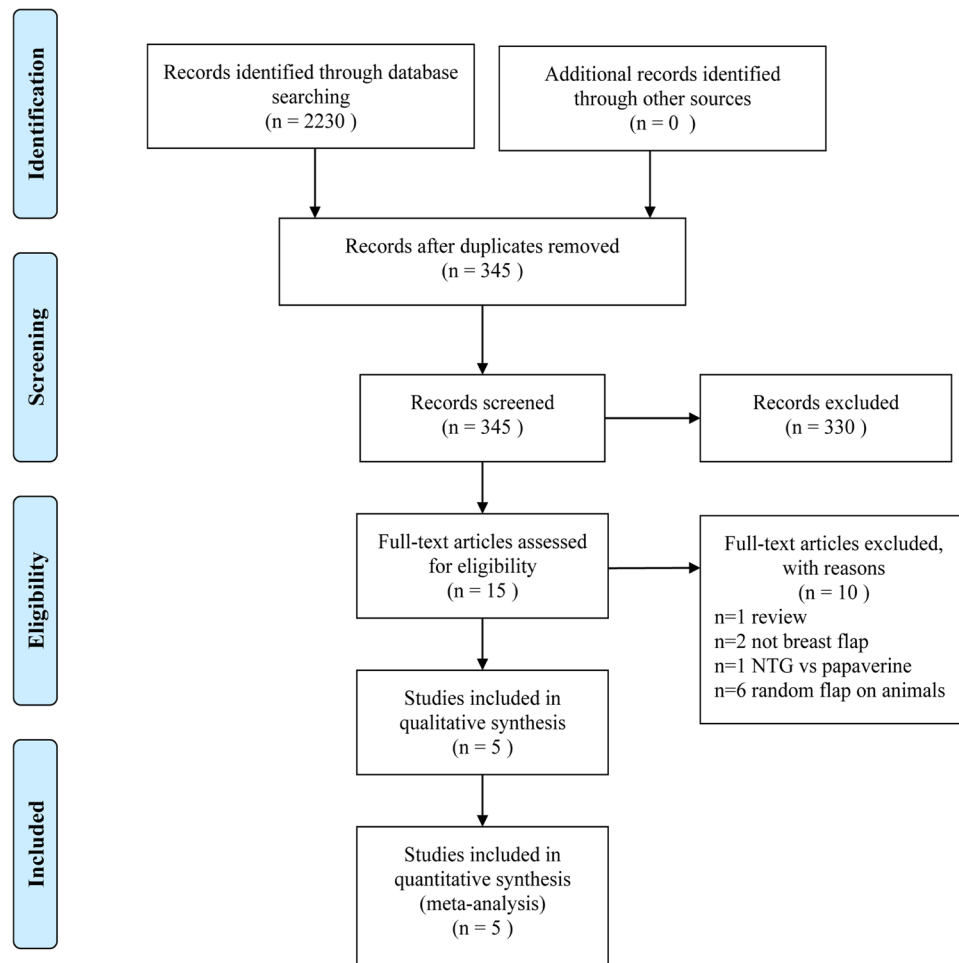 Identification
Records identified through database
searching
(n = 2230 )
Additional records identified
through other sources
(n = 0 )
Records after duplicates removed
(n = 345 )
Screening
Records screened
(n = 345 )
Records excluded
(n = 330 )
Eligibility
Full-text articles assessed
for eligibility
(n = 15 )
Full-text articles excluded,
with reasons
(n = 10 )
n=1 review
n=2 not breast flap
n=1 NTG vs papaverine
n=6 random flap on animals
Studies included in
qualitative synthesis
(n = 5 )
Included
Studies included in
quantitative synthesis
(meta-analysis)
(n = 5 )